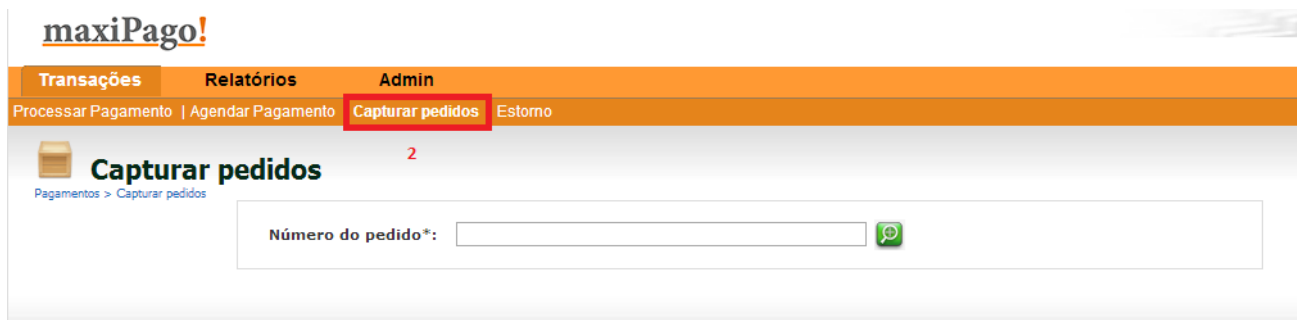 maxiPago!
Transações Relatórios Admin
Processar Pagamento | Agendar Pagamento Capturar pedidos Estorno
2
Capturar pedidos
Pagamentos > Capturar pedidos
Número do pedido*: